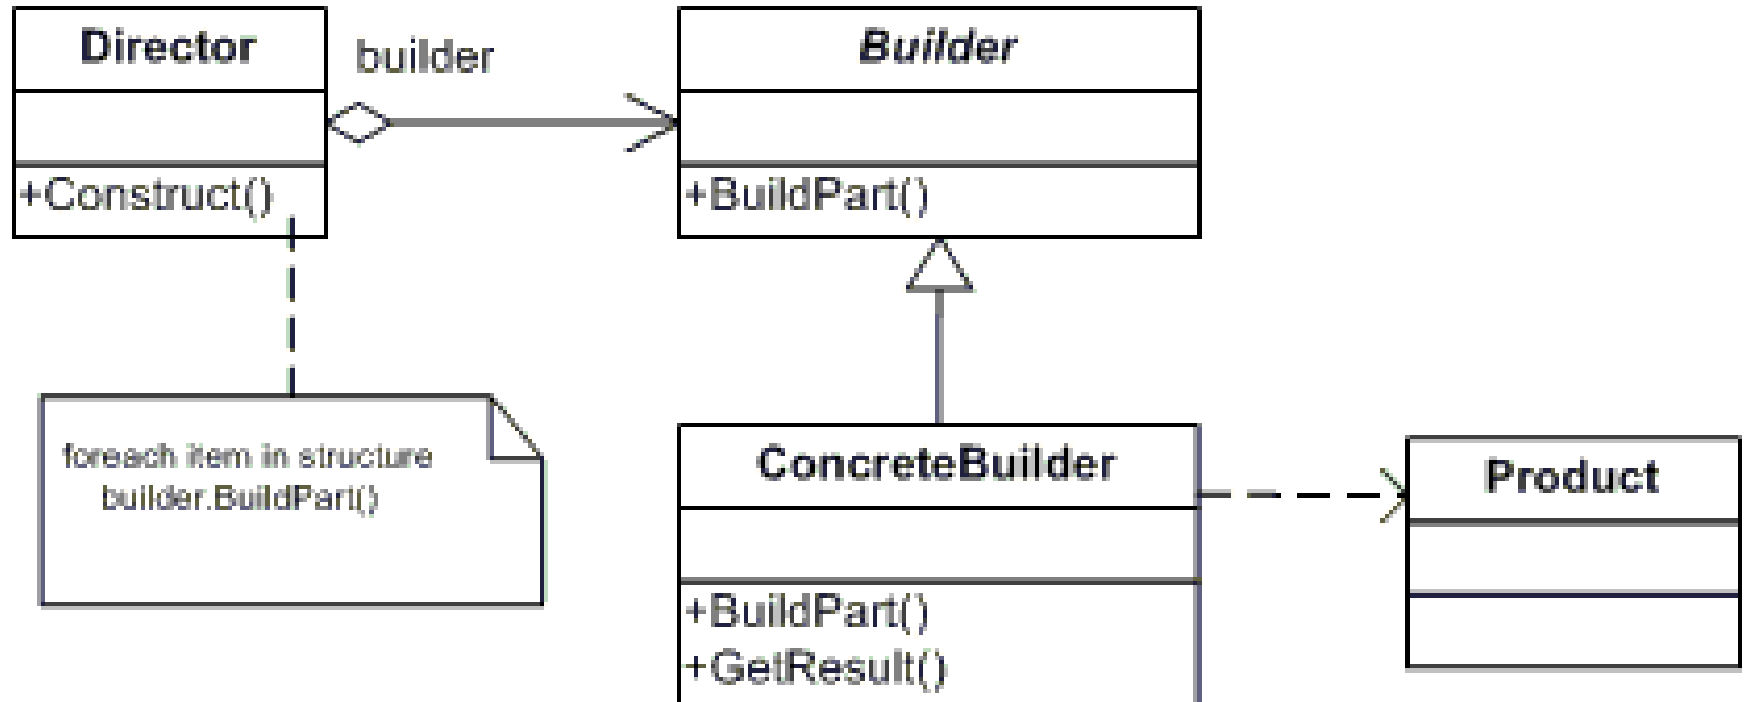 Director
builder
Builder
+Construct()
+BuildPart()
foreach item in structure
builder.BuildPart()
ConcreteBuilder
Product
+BuildPart()
+GetResult()